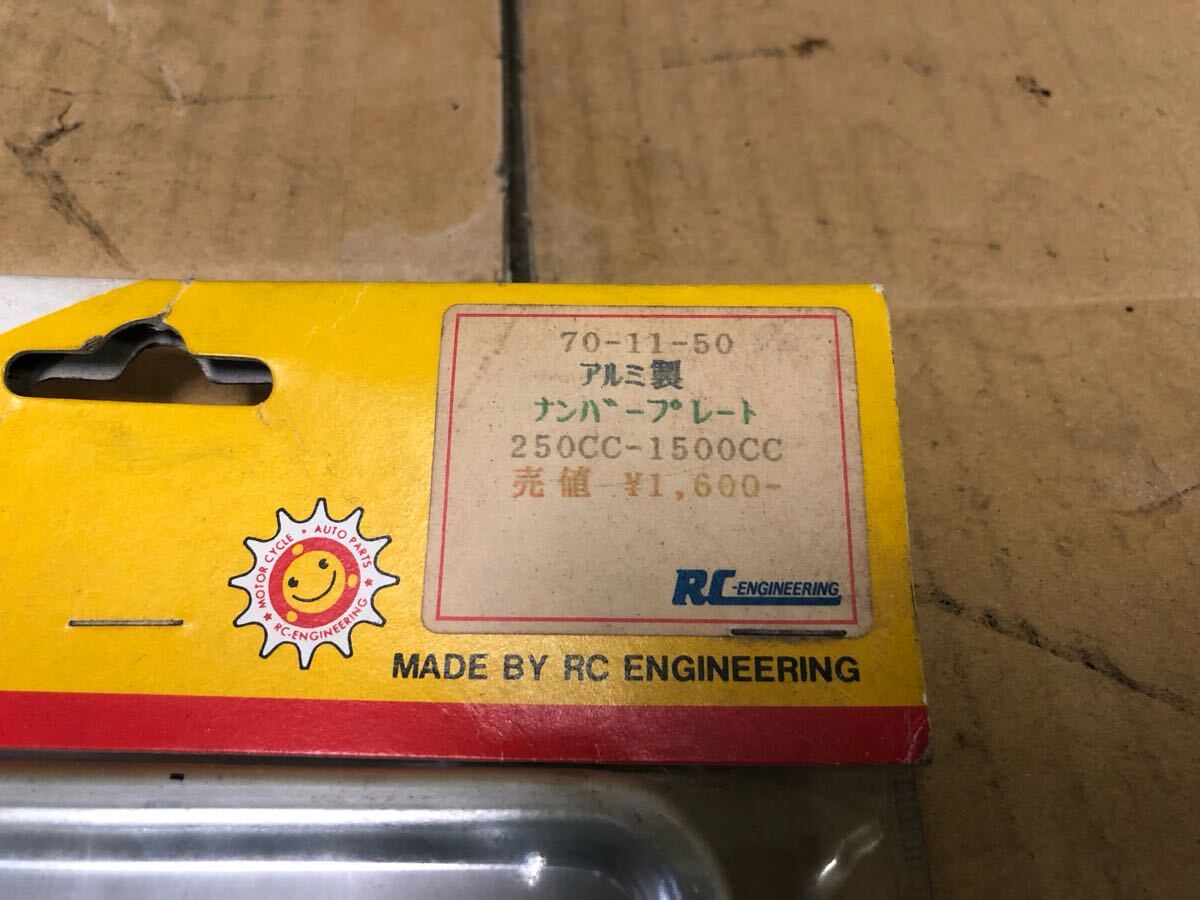 70-11-50
アルミ製
ナンバープレート
250CC-1500CC
売値 ¥1,600-
RC-ENGINEERING
MOTOR CYCLE • AUTO PARTS
★ RC-ENGINEERING ★
MADE BY RC ENGINEERING